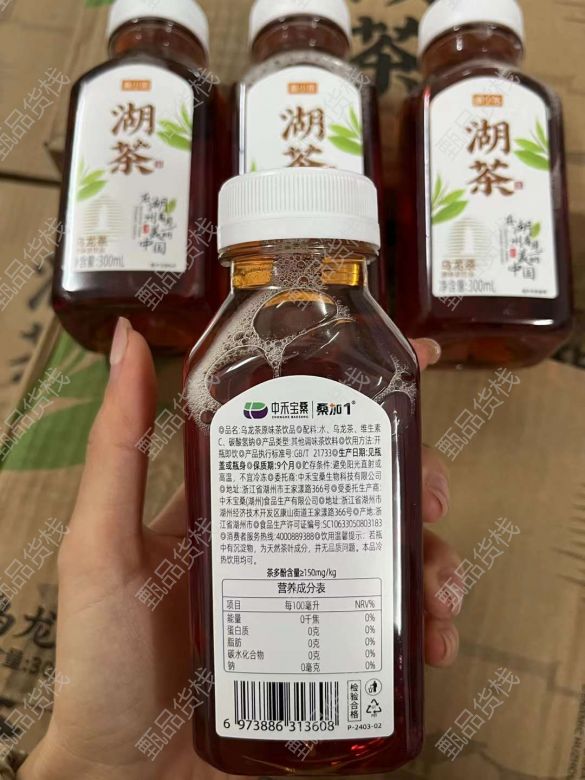 湖茶
乌龙茶
净含量:300mL
湖茶
湖茶
乌龙茶
净含量:300mL
中禾宝桑
ZHONGHE BAOSANG
桑加1®
品名:乌龙茶原味茶饮品 配料:水、乌龙茶、维生素
C、碳酸氢钠 产品类型:其他调味茶饮料 饮用方法:开
瓶即饮 产品执行标准号:GB/T 21733 生产日期:见瓶
盖或瓶身 保质期:9个月 贮存条件:避免阳光直射或
高温,不宜冷冻 委托商:中禾宝桑生物科技有限公司
地址:浙江省湖州市王家漾路366号 受委托生产商:
中禾宝桑(湖州)食品生产有限公司 地址:浙江省湖州市
湖州经济技术开发区康山街道王家漾路366号 产地:浙
江省湖州市 食品生产许可证编号:SC10633050803183
消费者服务热线:4000889388 饮用温馨提示:若瓶
中有沉淀物,为天然茶叶成分,并无品质问题。本品冷
热饮用均可。
茶多酚含量≥150mg/kg
营养成分表
项目 每100毫升 NRV%
能量 0千焦 0%
蛋白质 0克 0%
脂肪 0克 0%
碳水化合物 0克 0%
钠 0毫克 0%
6 973886 313608
检验合格
P-2403-02
甄品货栈